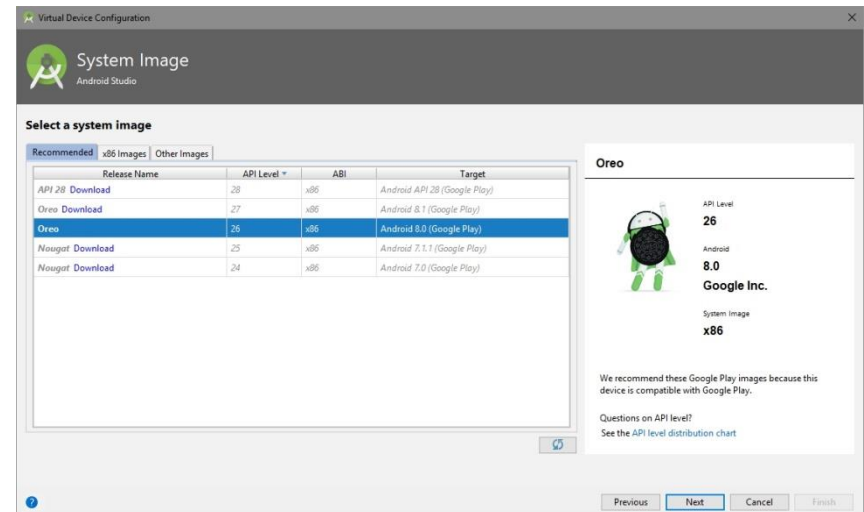 Virtual Device Configuration
System Image
Android Studio
Select a system image
Recommended x86 Images Other Images
Release Name API Level ABI Target
API 28 Download 28 x86 Android API 28 (Google Play)
Oreo Download 27 x86 Android 8.1 (Google Play)
Oreo 26 x86 Android 8.0 (Google Play)
Nougat Download 25 x86 Android 7.1.1 (Google Play)
Nougat Download 24 x86 Android 7.0 (Google Play)
Oreo
API Level
26
Android
8.0
Google Inc.
System Image
x86
We recommend these Google Play images because this
device is compatible with Google Play.
Questions on API level?
See the API level distribution chart
? Previous Next Cancel Finish